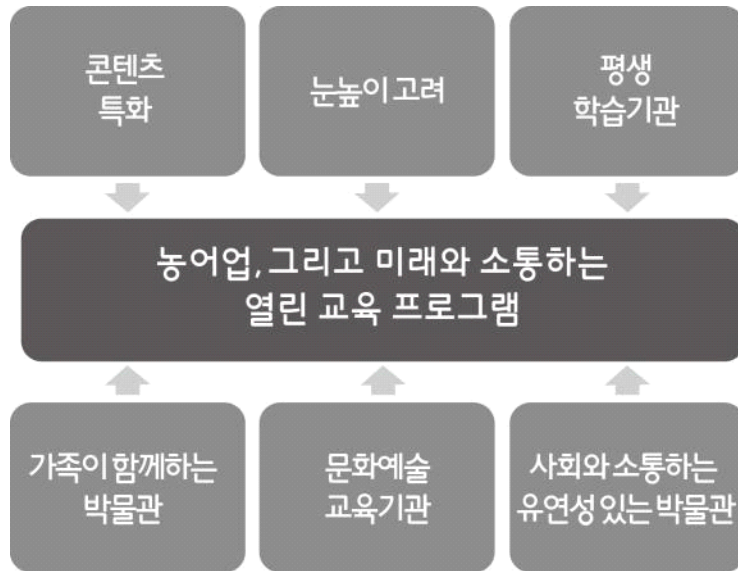 콘텐츠
특화
눈높이 고려
평생
학습기관
농어업, 그리고 미래와 소통하는
열린 교육 프로그램
가족이 함께하는
박물관
문화예술
교육기관
사회와 소통하는
유연성 있는 박물관